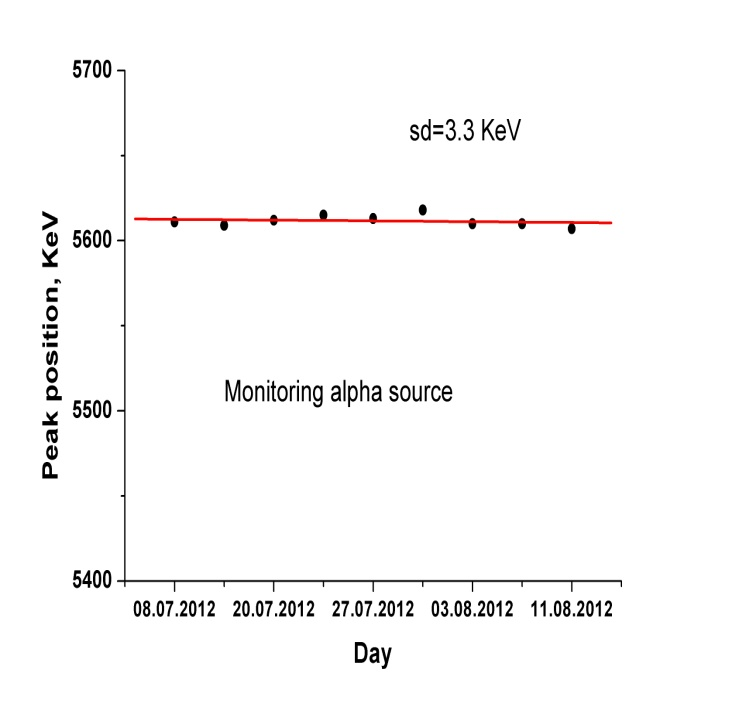 5700
sd=3.3 KeV
5600
Peak position, KeV
Monitoring alpha source
5500
5400
08.07.2012 20.07.2012 27.07.2012 03.08.2012 11.08.2012
Day